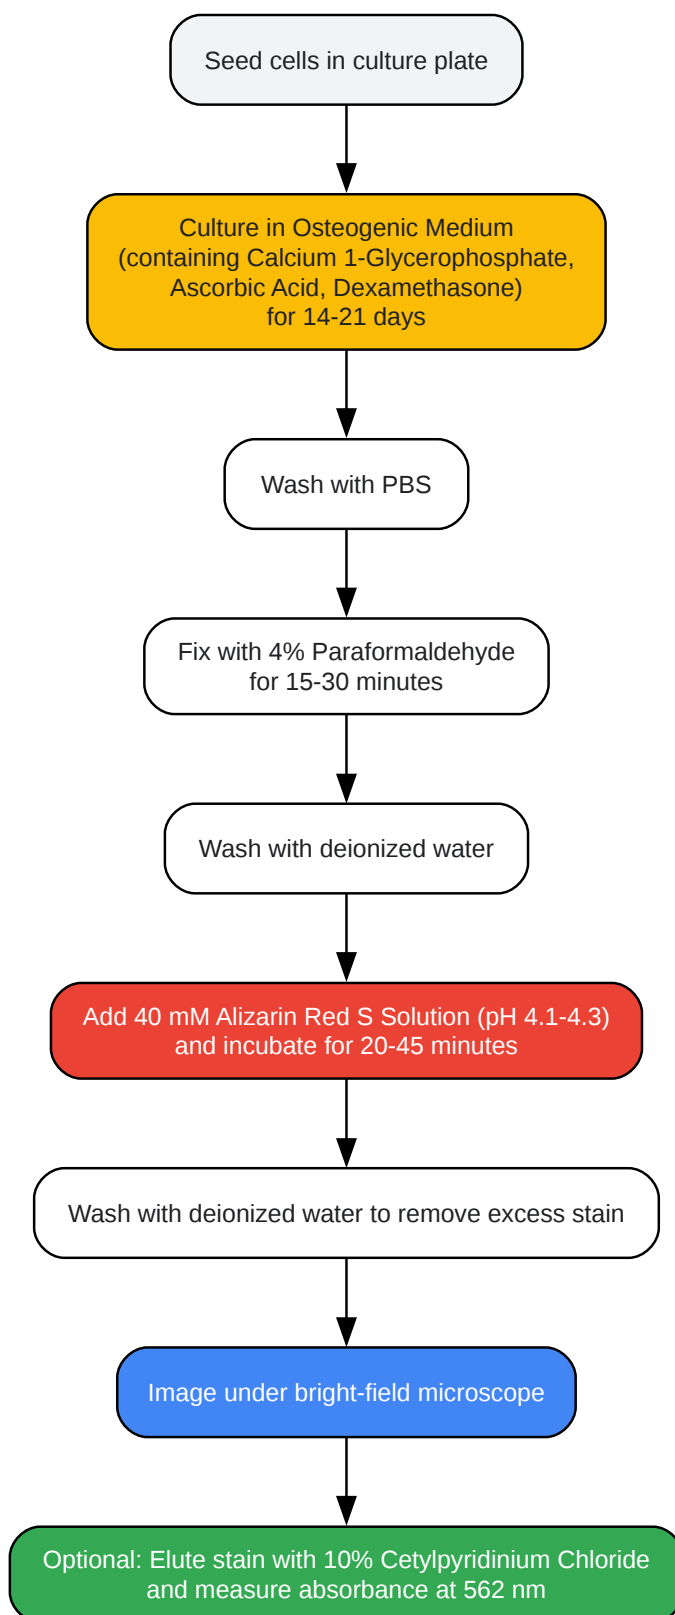 Seed cells in culture plate
Culture in Osteogenic Medium
(containing Calcium 1-Glycerophosphate,
Ascorbic Acid, Dexamethasone)
for 14-21 days
Wash with PBS
Fix with 4% Paraformaldehyde
for 15-30 minutes
Wash with deionized water
Add 40 mM Alizarin Red S Solution (pH 4.1-4.3)
and incubate for 20-45 minutes
Wash with deionized water to remove excess stain
Image under bright-field microscope
Optional: Elute stain with 10% Cetylpyridinium Chloride
and measure absorbance at 562 nm